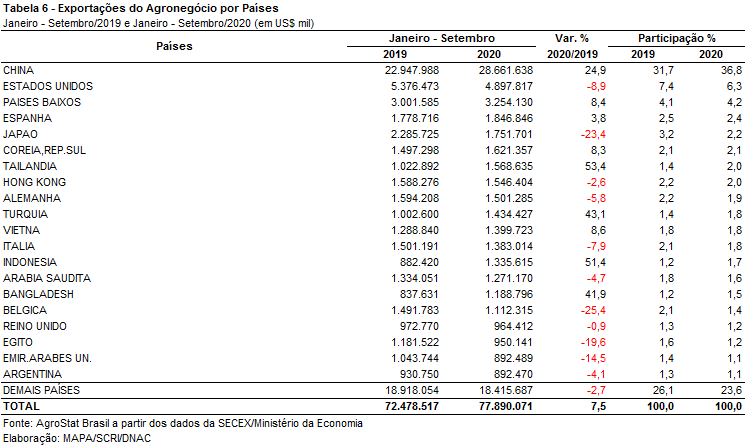 Tabela 6 - Exportações do Agronegócio por Países
Janeiro - Setembro/2019 e Janeiro - Setembro/2020 (em US$ mil)
Países Janeiro - Setembro Var. % Participação %
2019 2020 2020/2019 2019 2020
CHINA 22.947.988 28.661.638 24,9 31,7 36,8
ESTADOS UNIDOS 5.376.473 4.897.817 -8,9 7,4 6,3
PAISES BAIXOS 3.001.585 3.254.130 8,4 4,1 4,2
ESPANHA 1.778.716 1.846.846 3,8 2,5 2,4
JAPAO 2.285.725 1.751.701 -23,4 3,2 2,2
COREIA,REP.SUL 1.497.298 1.621.357 8,3 2,1 2,1
TAILANDIA 1.022.892 1.568.635 53,4 1,4 2,0
HONG KONG 1.588.276 1.546.404 -2,6 2,2 2,0
ALEMANHA 1.594.208 1.501.285 -5,8 2,2 1,9
TURQUIA 1.002.600 1.434.427 43,1 1,4 1,8
VIETNA 1.288.840 1.399.723 8,6 1,8 1,8
ITALIA 1.501.191 1.383.014 -7,9 2,1 1,8
INDONESIA 882.420 1.335.615 51,4 1,2 1,7
ARABIA SAUDITA 1.334.051 1.271.170 -4,7 1,8 1,6
BANGLADESH 837.631 1.188.796 41,9 1,2 1,5
BELGICA 1.491.783 1.112.315 -25,4 2,1 1,4
REINO UNIDO 972.770 964.412 -0,9 1,3 1,2
EGITO 1.181.522 950.141 -19,6 1,6 1,2
EMIR.ARABES UN. 1.043.744 892.489 -14,5 1,4 1,1
ARGENTINA 930.750 892.470 -4,1 1,3 1,1
DEMAIS PAÍSES 18.918.054 18.415.687 -2,7 26,1 23,6
TOTAL 72.478.517 77.890.071 7,5 100,0 100,0
Fonte: AgroStat Brasil a partir dos dados da SECEX/Ministério da Economia
Elaboração: MAPA/SCRI/DNAC